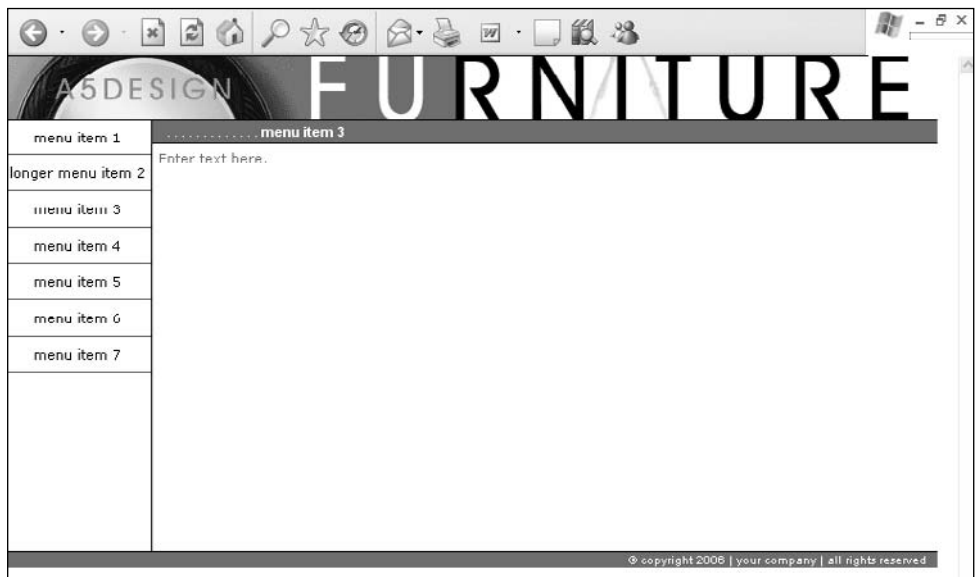 W
A5DESIGN
FURNITURE
menu item 1
. . . . . . . . . . . . . menu item 3
Enter text here.
longer menu item 2
menu item 3
menu item 4
menu item 5
menu item 6
menu item 7
© copyright 2006 | your company | all rights reserved